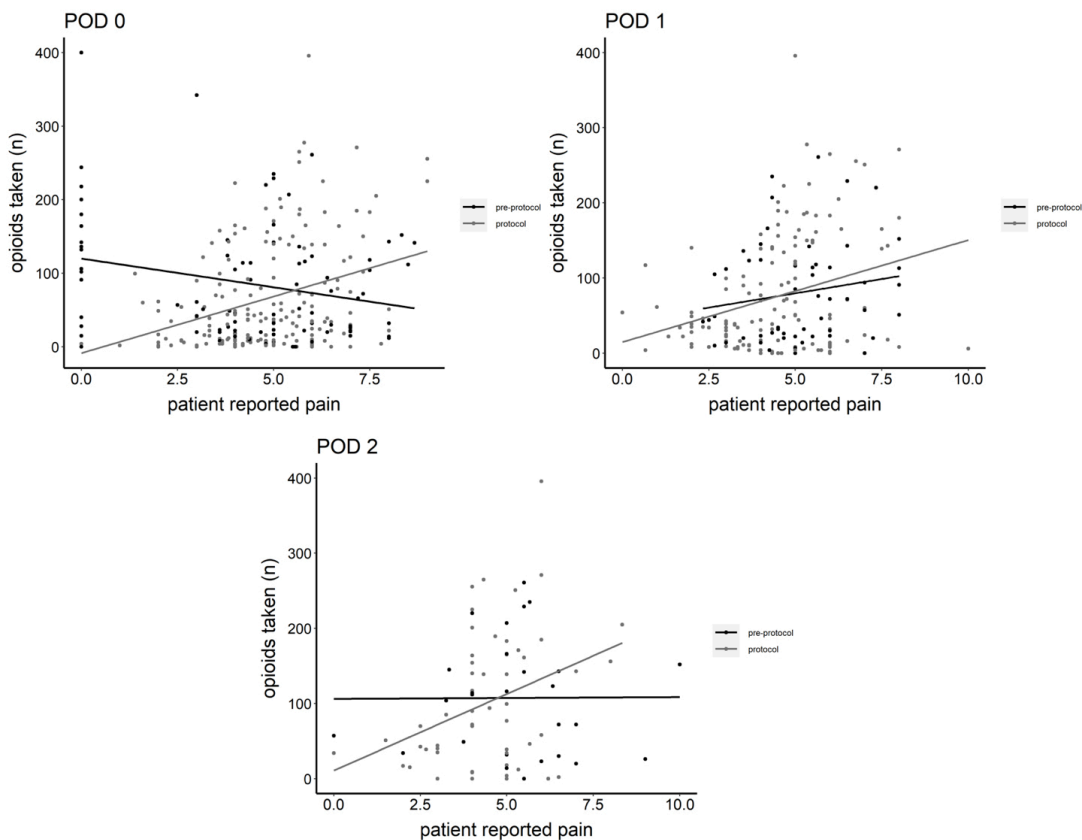 POD 0
opioids taken (n)
400
300
200
100
0
0.0 2.5 5.0 7.5
patient reported pain
pre-protocol
protocol
POD 1
opioids taken (n)
400
300
200
100
0
0.0 2.5 5.0 7.5 10.0
patient reported pain
pre-protocol
protocol
POD 2
opioids taken (n)
400
300
200
100
0
0.0 2.5 5.0 7.5 10.0
patient reported pain
pre-protocol
protocol